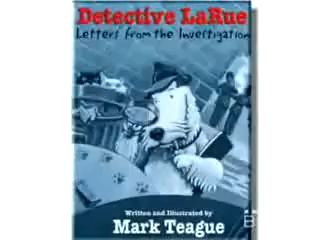 Detective LaRue
Letters from the Investigation
Written and Illustrated by
Mark Teague